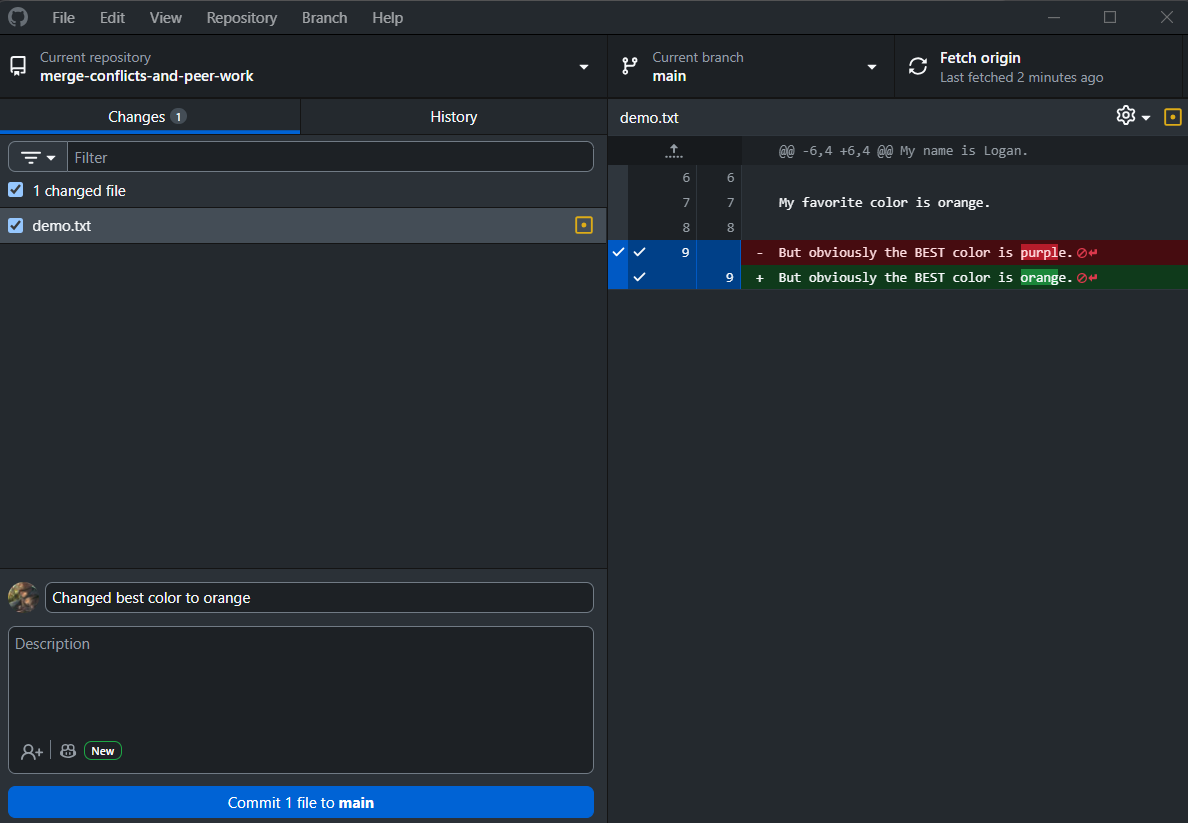 File Edit View Repository Branch Help
Current repository
merge-conflicts-and-peer-work
Current branch
main
Fetch origin
Last fetched 2 minutes ago
Changes 1
History
Filter
1 changed file
demo.txt
demo.txt
@@ -6,4 +6,4 @@ My name is Logan.
6 6
7 7 My favorite color is orange.
8 8
9 - But obviously the BEST color is purple.
9 + But obviously the BEST color is orange.
Changed best color to orange
Description
New
Commit 1 file to main